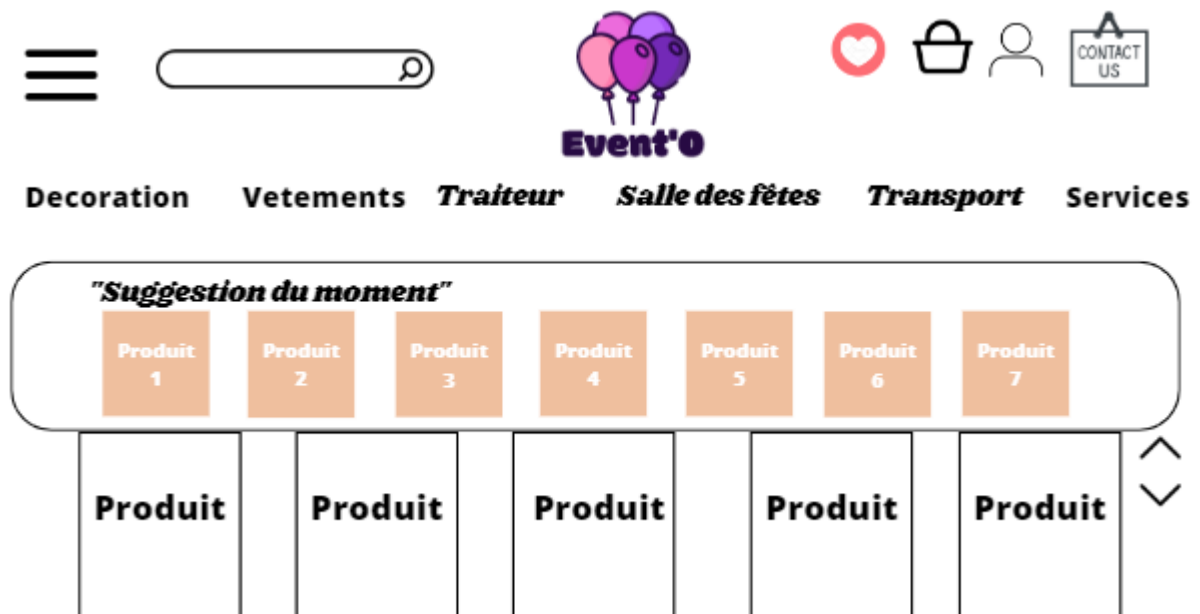 CONTACT
US
Event'O
Decoration Vetements Traiteur Salle des fêtes Transport Services
"Suggestion du moment"
Produit 1 Produit 2 Produit 3 Produit 4 Produit 5 Produit 6 Produit 7
Produit Produit Produit Produit Produit